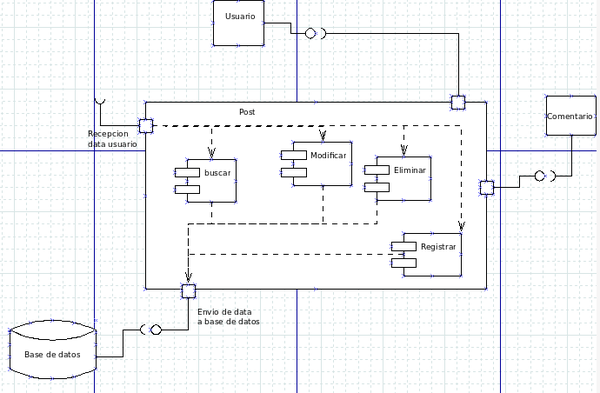 Usuario
Post
Comentario
Recepcion
data usuario
Modificar
buscar
Eliminar
Registrar
Envio de data
a base de datos
Base de datos